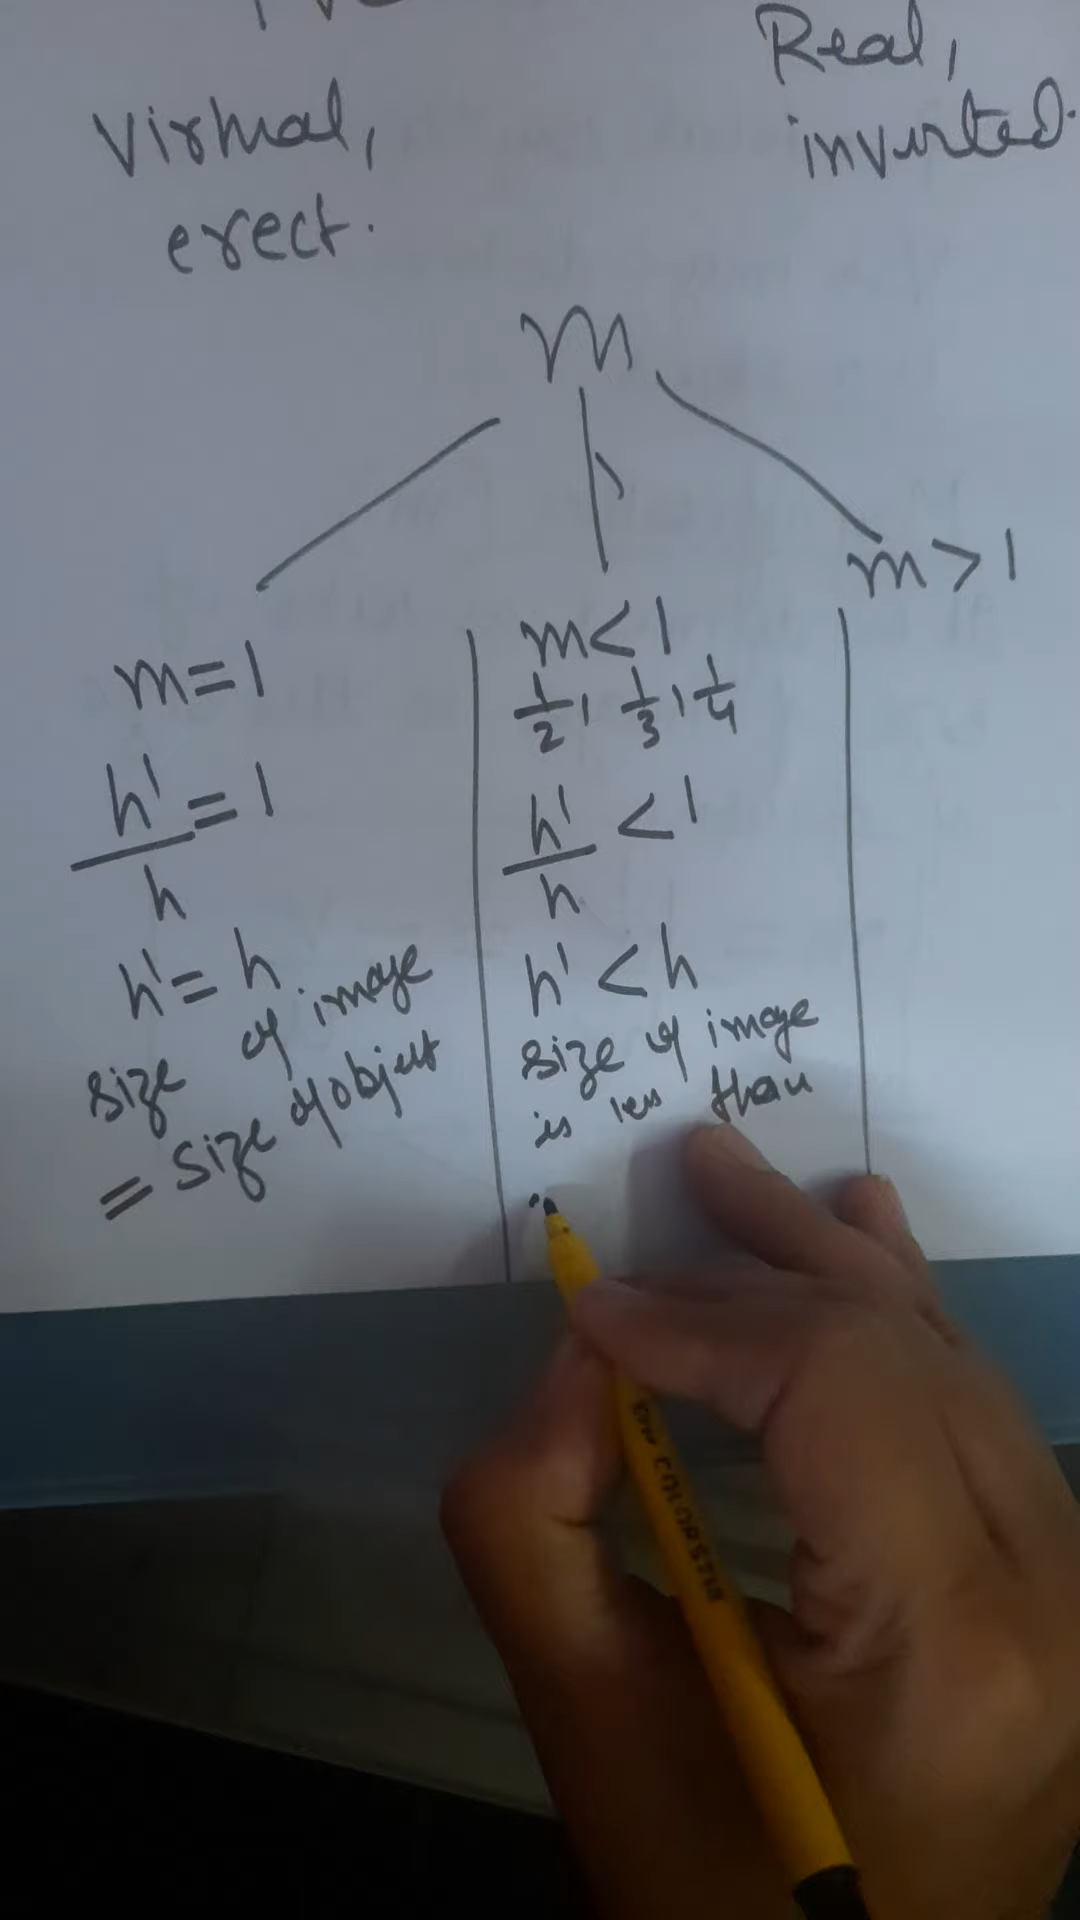 Virtual,
erect.
Real,
inverted.
m
m=1
h'/h = 1
h' = h
size of image
= size of object
m<1
1/2, 1/3, 1/4
h'/h < 1
h' < h
size of image
is less than
m > 1